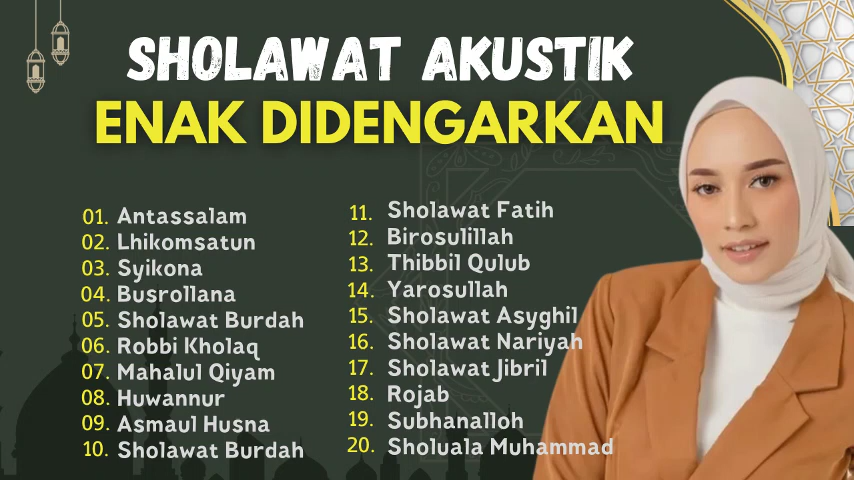 SHOLAWAT AKUSTIK
ENAK DIDENGARKAN
01. Antassalam
02. Lhikomsatun
03. Syikona
04. Busrollana
05. Sholawat Burdah
06. Robbi Kholaq
07. Mahalul Qiyam
08. Huwannur
09. Asmaul Husna
10. Sholawat Burdah
11. Sholawat Fatih
12. Birosulillah
13. Thibbil Qulub
14. Yarosullah
15. Sholawat Asyghil
16. Sholawat Nariyah
17. Sholawat Jibril
18. Rojab
19. Subhanalloh
20. Sholuala Muhammad